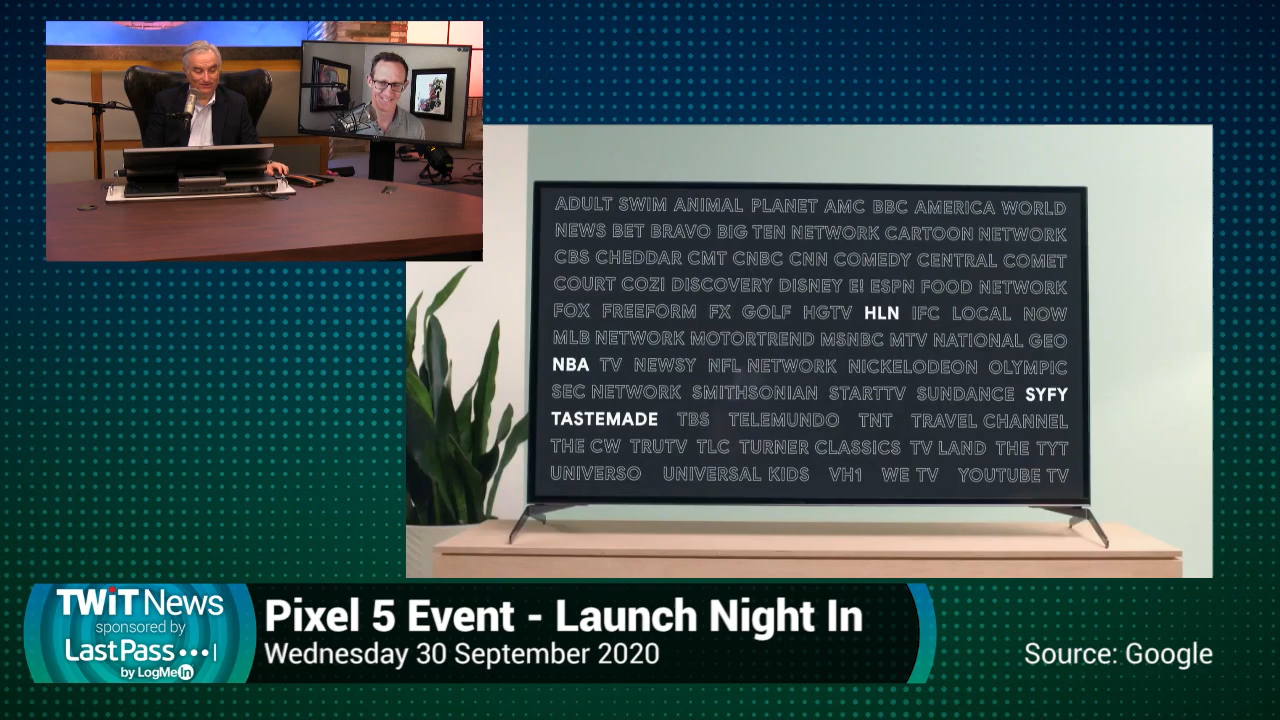 ADULT SWIM ANIMAL PLANET AMC BBC AMERICA WORLD
NEWS BET BRAVO BIG TEN NETWORK CARTOON NETWORK
CBS CHEDDAR CMT CNBC CNN COMEDY CENTRAL COMET
COURT COZI DISCOVERY DISNEY E! ESPN FOOD NETWORK
FOX FREEFORM FX GOLF HGTV HLN IFC LOCAL NOW
MLB NETWORK MOTORTREND MSNBC MTV NATIONAL GEO
NBA TV NEWSY NFL NETWORK NICKELODEON OLYMPIC
SEC NETWORK SMITHSONIAN STARTTV SUNDANCE SYFY
TASTEMADE TBS TELEMUNDO TNT TRAVEL CHANNEL
THE CW TRUTV TLC TURNER CLASSICS TV LAND THE TYT
UNIVERSO UNIVERSAL KIDS VH1 WE TV YOUTUBE TV
TWiT News
sponsored by
LastPass•••|
by LogMeIn
Pixel 5 Event - Launch Night In
Wednesday 30 September 2020
Source: Google